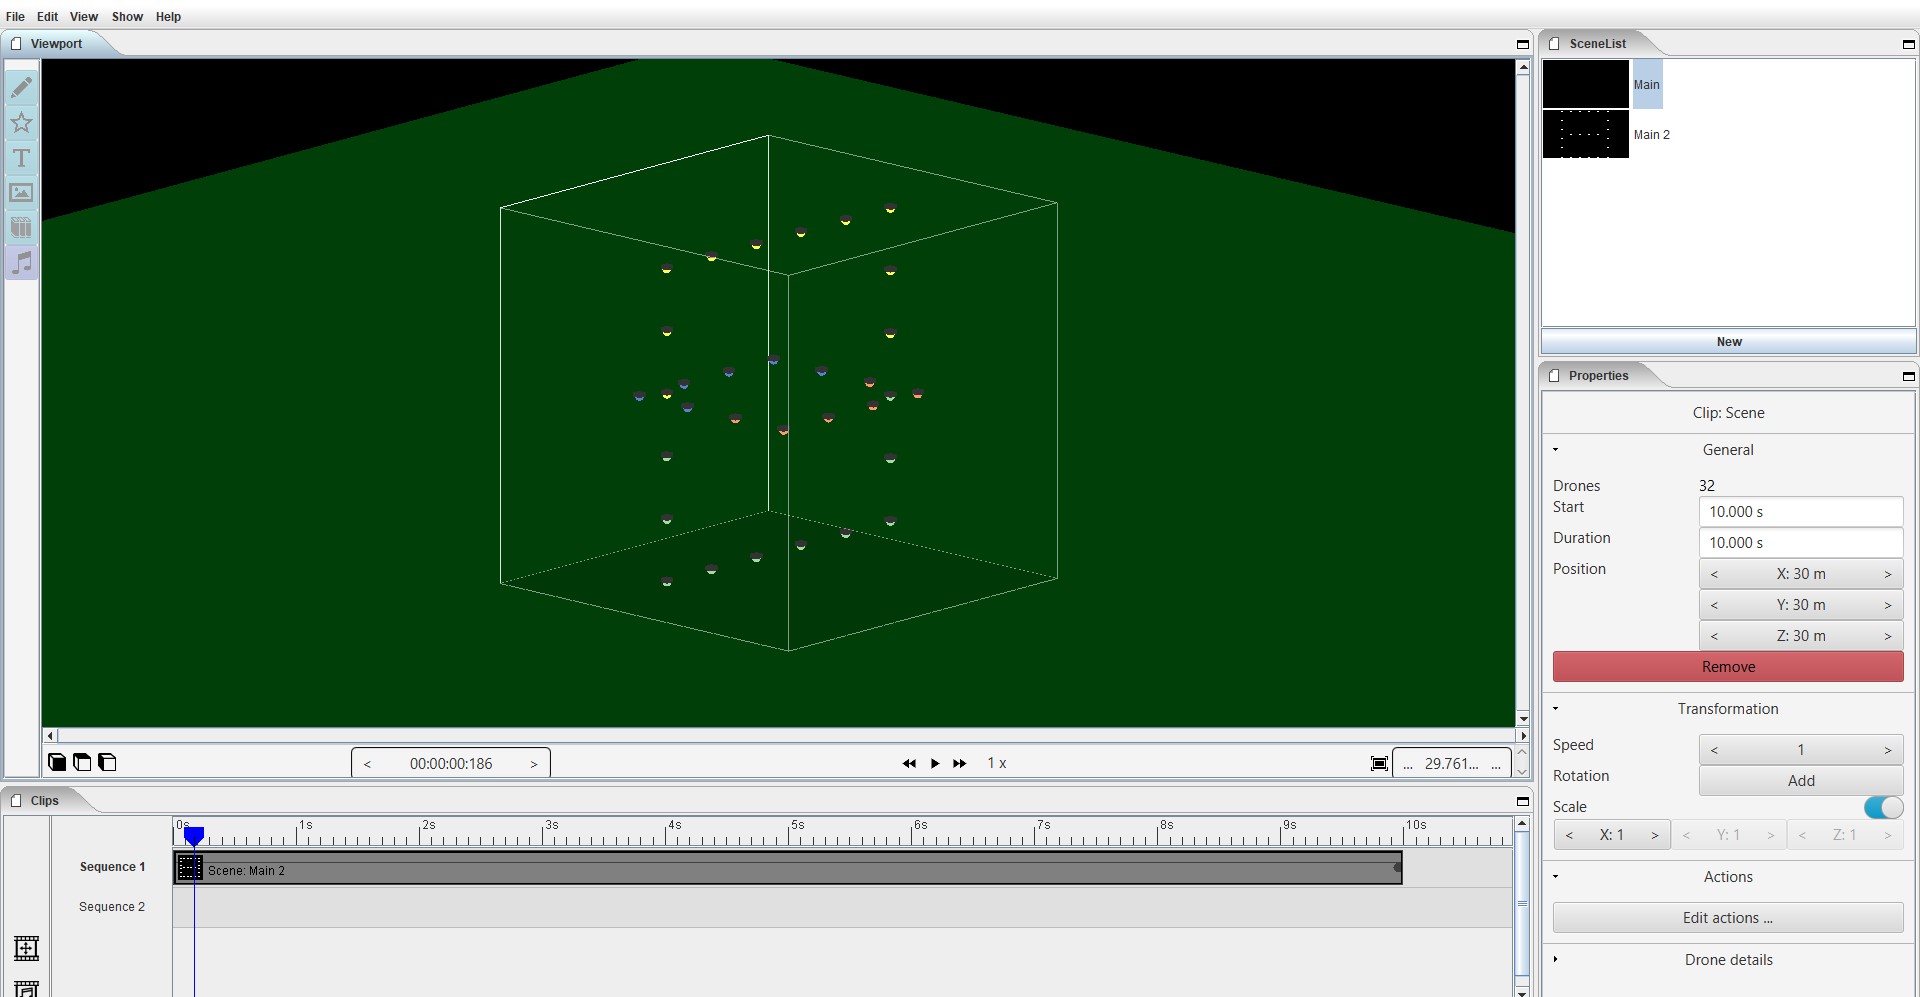 File Edit View Show Help
Viewport
SceneList
T
Main
Main 2
New
Properties
Clip: Scene
General
Drones 32
Start 10.000 s
Duration 10.000 s
Position < X: 30 m >
< Y: 30 m >
< Z: 30 m >
Remove
Transformation
Speed < 1 >
Rotation Add
Scale
< X: 1 > < Y: 1 > < Z: 1 >
Actions
Edit actions ...
Drone details
< 00:00:00:186 > 1 x ... 29.761... ...
Clips
0s 1s 2s 3s 4s 5s 6s 7s 8s 9s 10s
Sequence 1 Scene: Main 2
Sequence 2